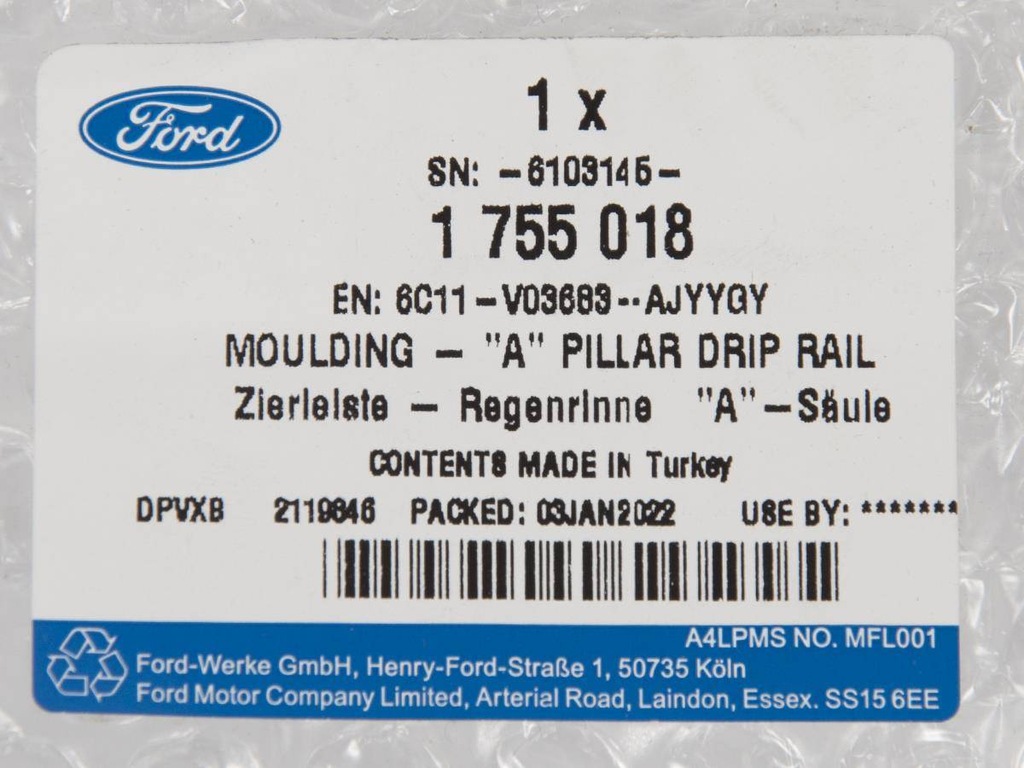 Ford
1 x
SN: -6103145-
1 755 018
EN: 6C11-V03683--AJYYGY
MOULDING - "A" PILLAR DRIP RAIL
Zierleiste - Regenrinne "A"-Säule
CONTENTS MADE IN Turkey
DPVXB 2119846 PACKED: 03JAN2022 USE BY: *******
A4LPMS NO. MFL001
Ford-Werke GmbH, Henry-Ford-Straße 1, 50735 Köln
Ford Motor Company Limited, Arterial Road, Laindon, Essex. SS15 6EE